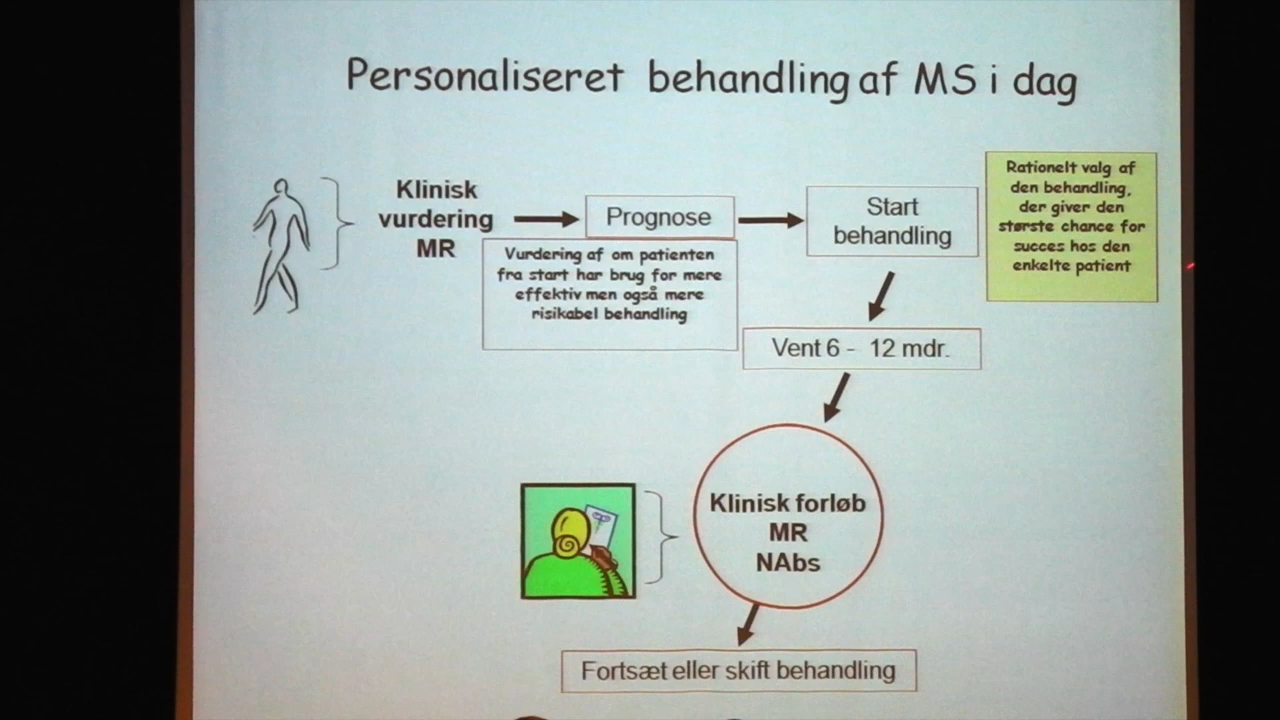 Personaliseret behandling af MS i dag
Klinisk
vurdering
MR
Prognose
Vurdering af om patienten
fra start har brug for mere
effektiv men også mere
risikabel behandling
Start
behandling
Rationelt valg af
den behandling,
der giver den
største chance for
succes hos den
enkelte patient
Vent 6 - 12 mdr.
Klinisk forløb
MR
NAbs
Fortsæt eller skift behandling